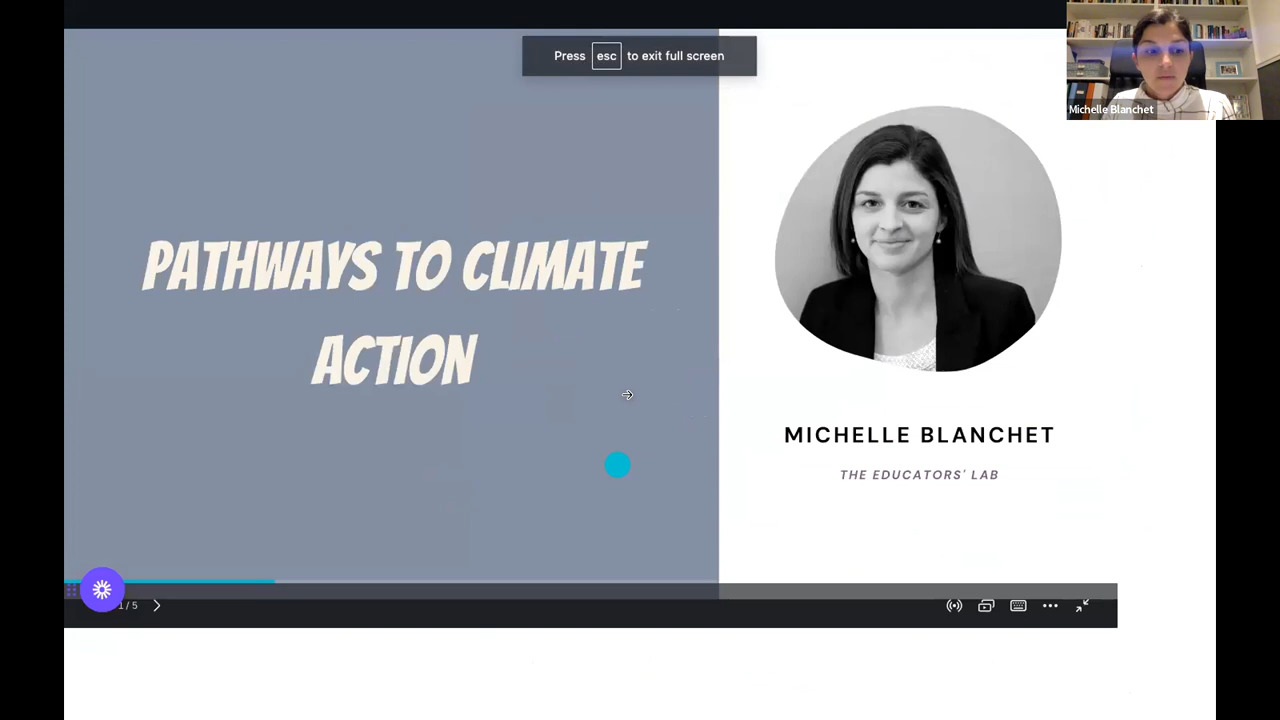 Press esc to exit full screen
Michelle Blanchet
PATHWAYS TO CLIMATE
ACTION
MICHELLE BLANCHET
THE EDUCATORS' LAB
1 / 5